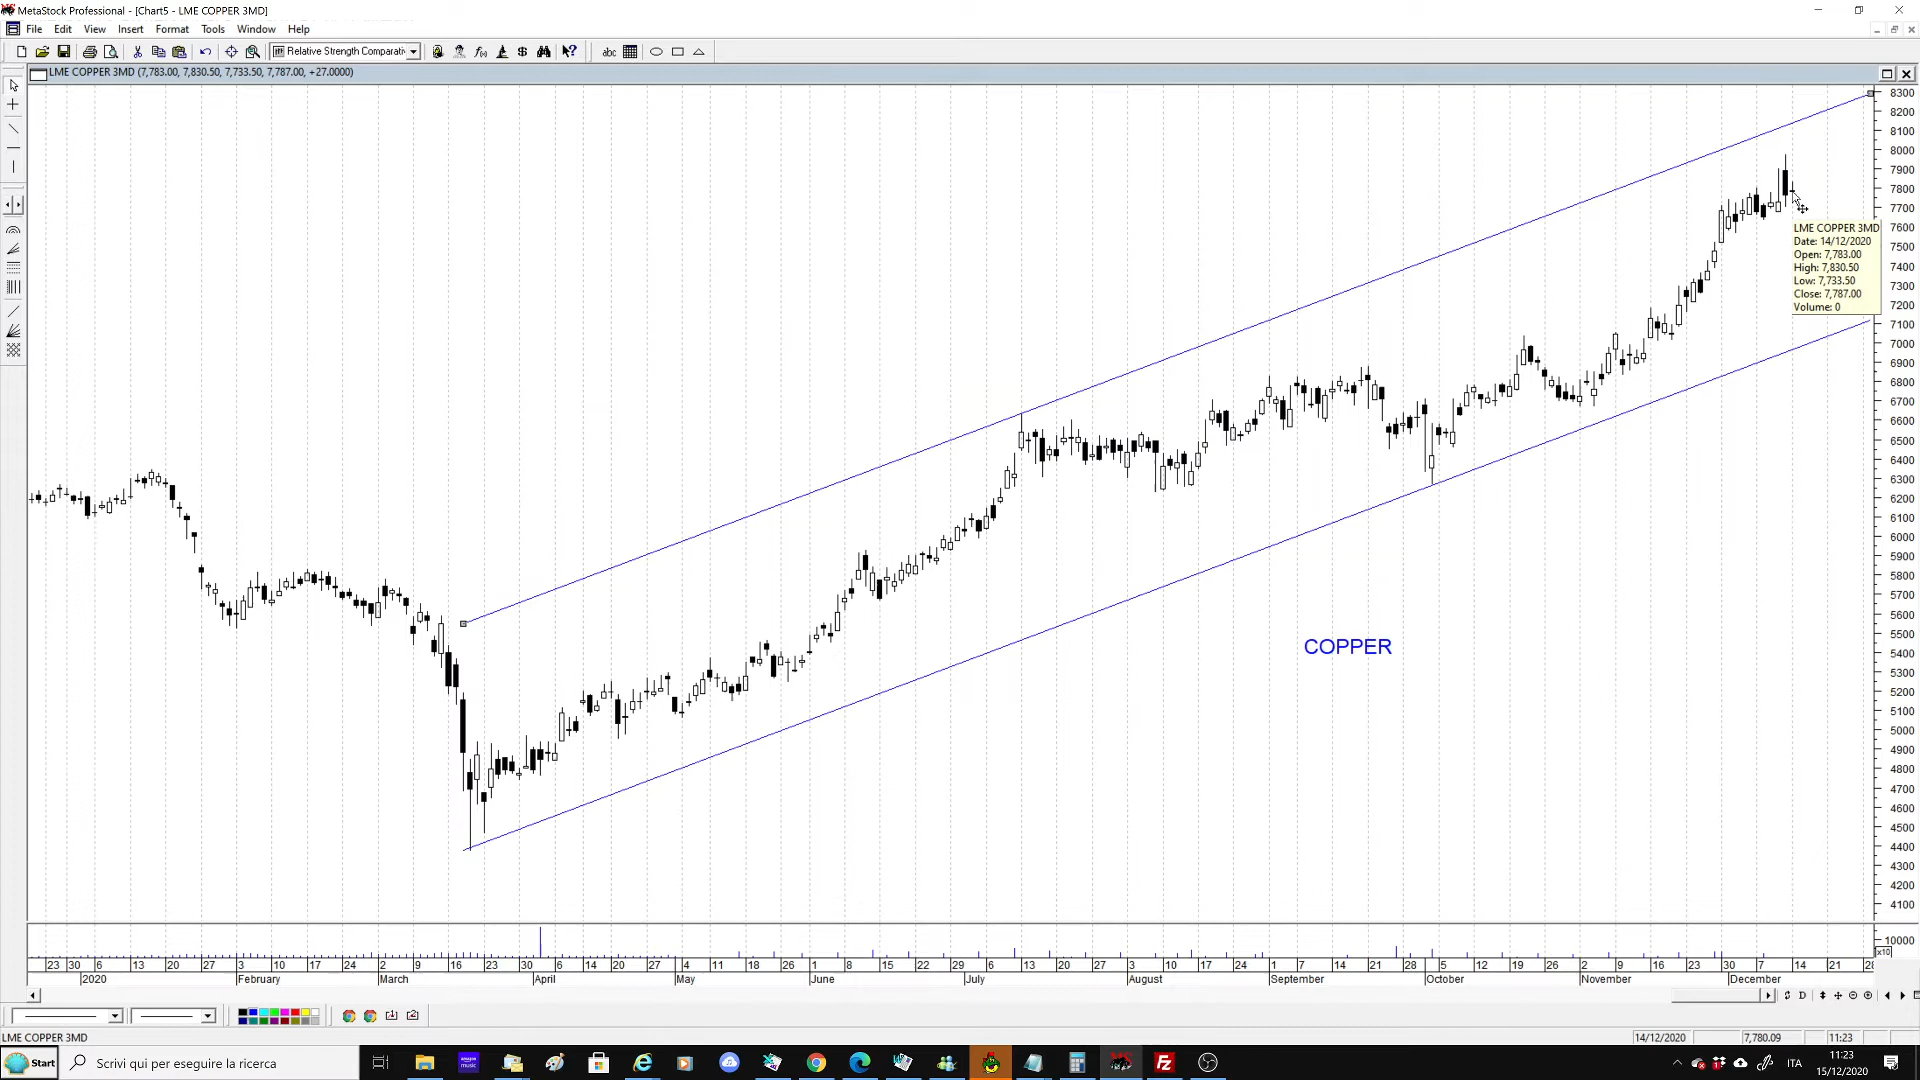 MetaStock Professional - [Chart5 - LME COPPER 3MD]
File Edit View Insert Format Tools Window Help
Relative Strength Comparati
abc
LME COPPER 3MD (7,783.00, 7,830.50, 7,733.50, 7,787.00, +27.0000)
8300
8200
8100
8000
7900
7800
7700
7600
7500
7400
7300
7200
7100
7000
6900
6800
6700
6600
6500
6400
6300
6200
6100
6000
5900
5800
5700
5600
5500
5400
5300
5200
5100
5000
4900
4800
4700
4600
4500
4400
4300
4200
4100
LME COPPER 3MD
Date: 14/12/2020
Open: 7,783.00
High: 7,830.50
Low: 7,733.50
Close: 7,787.00
Volume: 0
COPPER
10000
x10
23 30 6 13 20 27 3 10 17 24 2 9 16 23 30 6 14 20 27 4 11 18 26 1 8 15 22 29 6 13 20 27 3 10 17 24 1 7 14 21 28 5 12 19 26 2 9 16 23 30 7 14 21
2020 February March April May June July August September October November December
D
LME COPPER 3MD
14/12/2020 7,780.09 11:23
Start Scrivi qui per eseguire la ricerca
ITA
11:23
15/12/2020